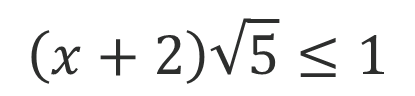 (x + 2)√5 ≤ 1